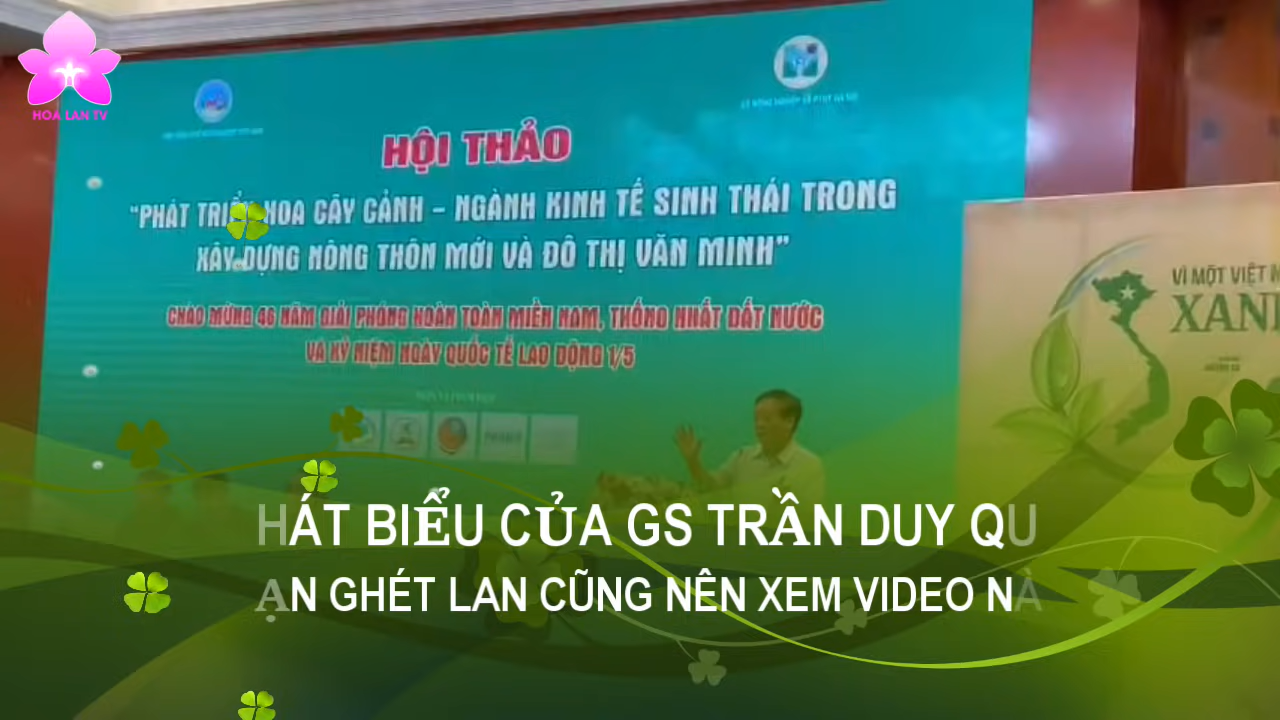 HOA LAN TV
HỘI THẢO
"PHÁT TRIỂN HOA CÂY CẢNH – NGÀNH KINH TẾ SINH THÁI TRONG
XÂY DỰNG NÔNG THÔN MỚI VÀ ĐÔ THỊ VĂN MINH"
CHÀO MỪNG 46 NĂM GIẢI PHÓNG HOÀN TOÀN MIỀN NAM, THỐNG NHẤT ĐẤT NƯỚC
VÀ KỶ NIỆM NGÀY QUỐC TẾ LAO ĐỘNG 1/5
VÌ MỘT VIỆT
XAN
HÁT BIỂU CỦA GS TRẦN DUY QU
ẠN GHÉT LAN CŨNG NÊN XEM VIDEO NÀ